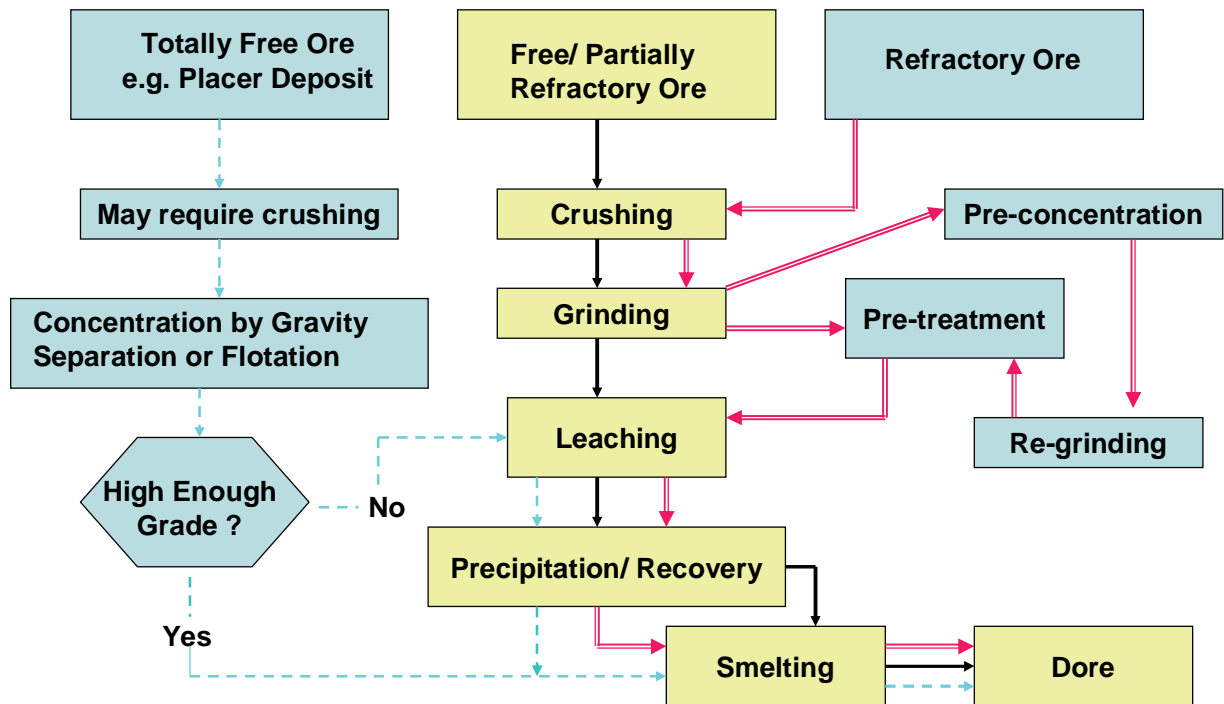 Totally Free Ore
e.g. Placer Deposit
Free/ Partially
Refractory Ore
Refractory Ore
May require crushing
Crushing
Pre-concentration
Grinding
Pre-treatment
Concentration by Gravity
Separation or Flotation
Leaching
Re-grinding
High Enough
Grade ?
No
Precipitation/ Recovery
Yes
Smelting
Dore